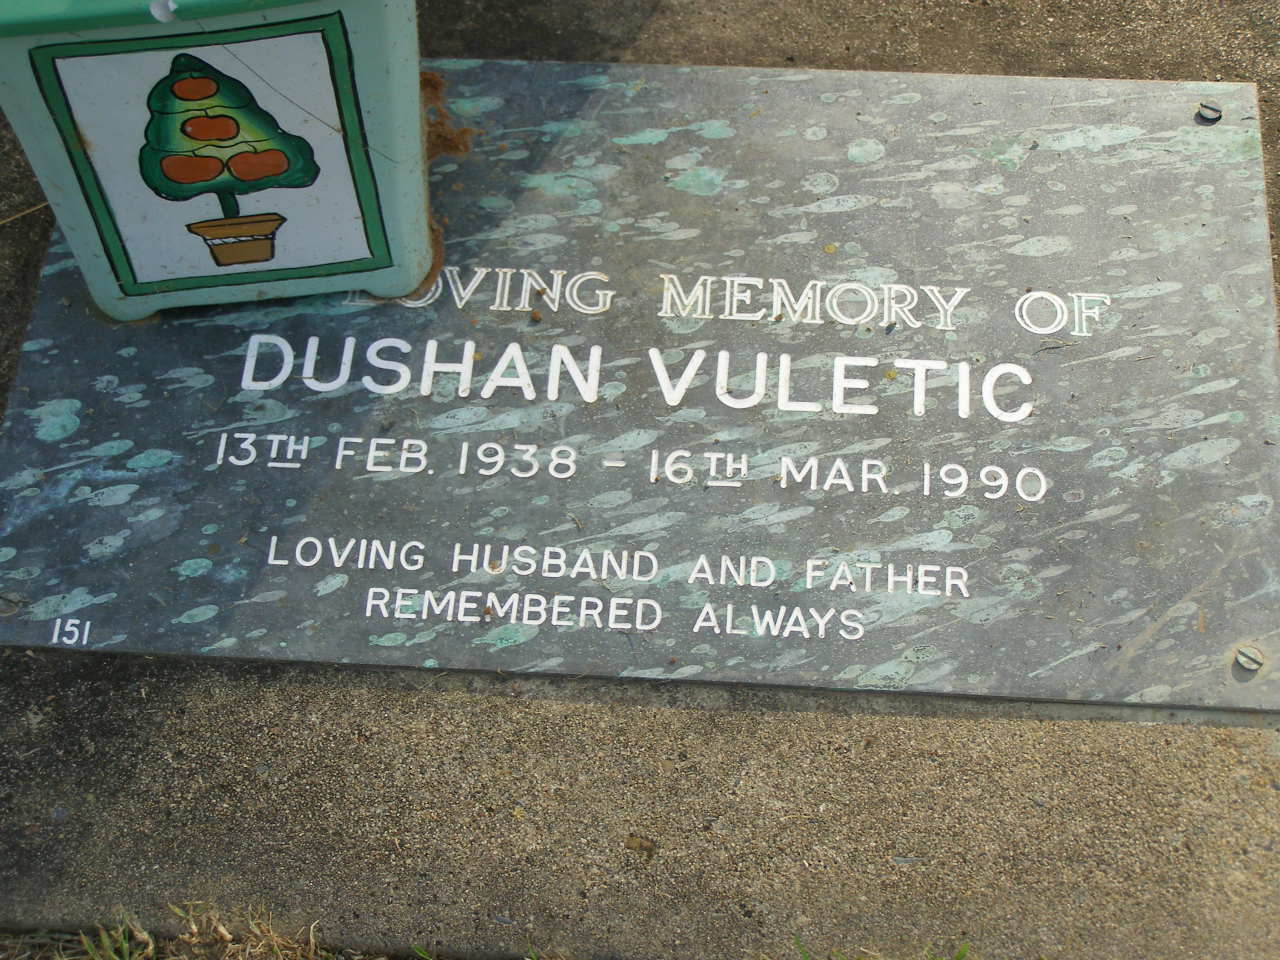 LOVING MEMORY OF
DUSHAN VULETIC
13TH FEB. 1938 - 16TH MAR. 1990
LOVING HUSBAND AND FATHER
REMEMBERED ALWAYS
151